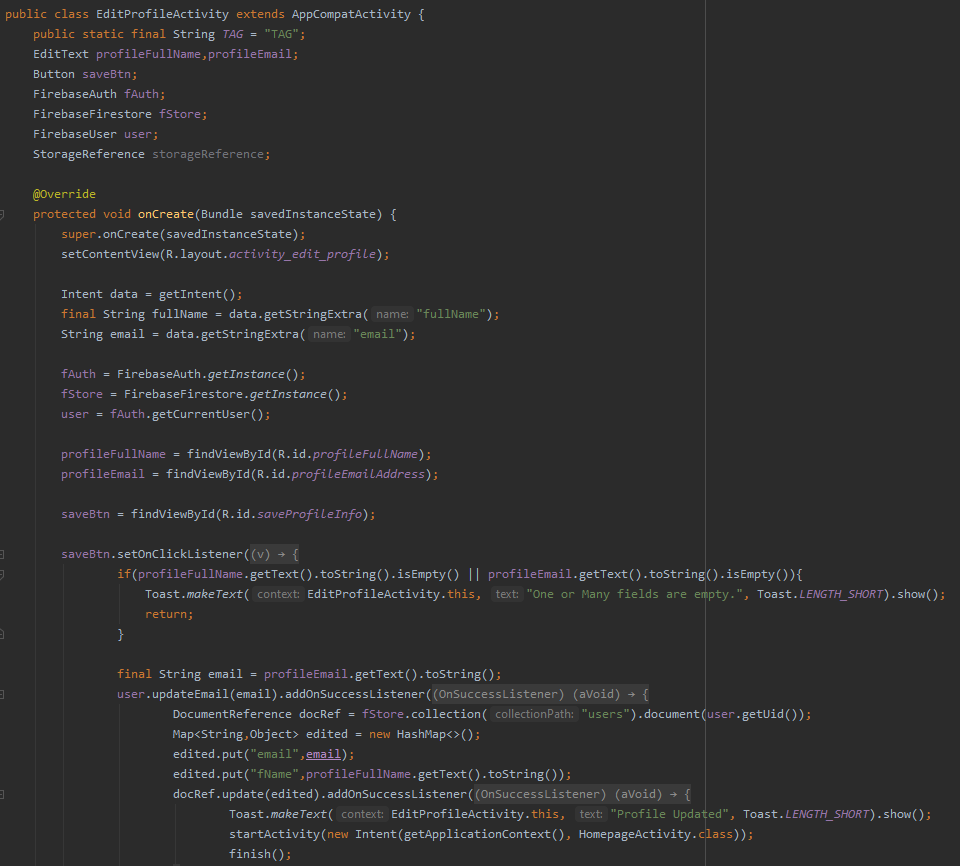 public class EditProfileActivity extends AppCompatActivity {
    public static final String TAG = "TAG";
    EditText profileFullName,profileEmail;
    Button saveBtn;
    FirebaseAuth fAuth;
    FirebaseFirestore fStore;
    FirebaseUser user;
    StorageReference storageReference;

    @Override
    protected void onCreate(Bundle savedInstanceState) {
        super.onCreate(savedInstanceState);
        setContentView(R.layout.activity_edit_profile);

        Intent data = getIntent();
        final String fullName = data.getStringExtra( name: "fullName");
        String email = data.getStringExtra( name: "email");

        fAuth = FirebaseAuth.getInstance();
        fStore = FirebaseFirestore.getInstance();
        user = fAuth.getCurrentUser();

        profileFullName = findViewById(R.id.profileFullName);
        profileEmail = findViewById(R.id.profileEmailAddress);

        saveBtn = findViewById(R.id.saveProfileInfo);

        saveBtn.setOnClickListener((v) → {
                if(profileFullName.getText().toString().isEmpty() || profileEmail.getText().toString().isEmpty()){
                    Toast.makeText( context: EditProfileActivity.this, text: "One or Many fields are empty.", Toast.LENGTH_SHORT).show();
                    return;
                }

                final String email = profileEmail.getText().toString();
                user.updateEmail(email).addOnSuccessListener((OnSuccessListener) (aVoid) → {
                        DocumentReference docRef = fStore.collection( collectionPath: "users").document(user.getUid());
                        Map<String,Object> edited = new HashMap<>();
                        edited.put("email",email);
                        edited.put("fName",profileFullName.getText().toString());
                        docRef.update(edited).addOnSuccessListener((OnSuccessListener) (aVoid) → {
                                Toast.makeText( context: EditProfileActivity.this, text: "Profile Updated", Toast.LENGTH_SHORT).show();
                                startActivity(new Intent(getApplicationContext(), HomepageActivity.class));
                                finish();